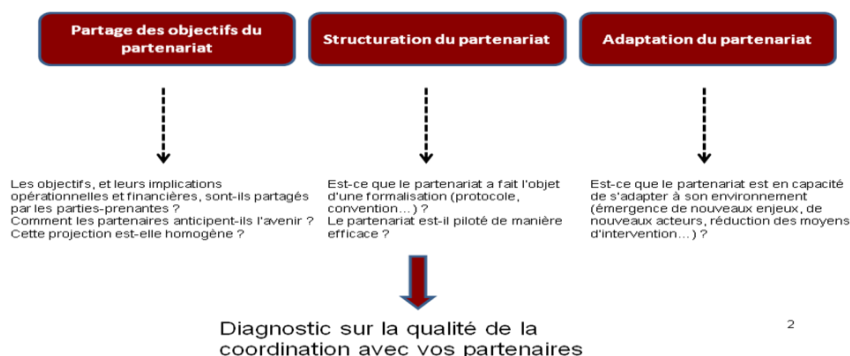 Partage des objectifs du
partenariat
Structuration du partenariat
Adaptation du partenariat
Les objectifs, et leurs implications
opérationnelles et financières, sont-ils partagés
par les parties-prenantes ?
Comment les partenaires anticipent-ils l'avenir ?
Cette projection est-elle homogène ?
Est-ce que le partenariat a fait l'objet
d'une formalisation (protocole,
convention...) ?
Le partenariat est-il piloté de manière
efficace ?
Est-ce que le partenariat est en capacité
de s'adapter à son environnement
(émergence de nouveaux enjeux, de
nouveaux acteurs, réduction des moyens
d'intervention...) ?
Diagnostic sur la qualité de la
coordination avec vos partenaires
2